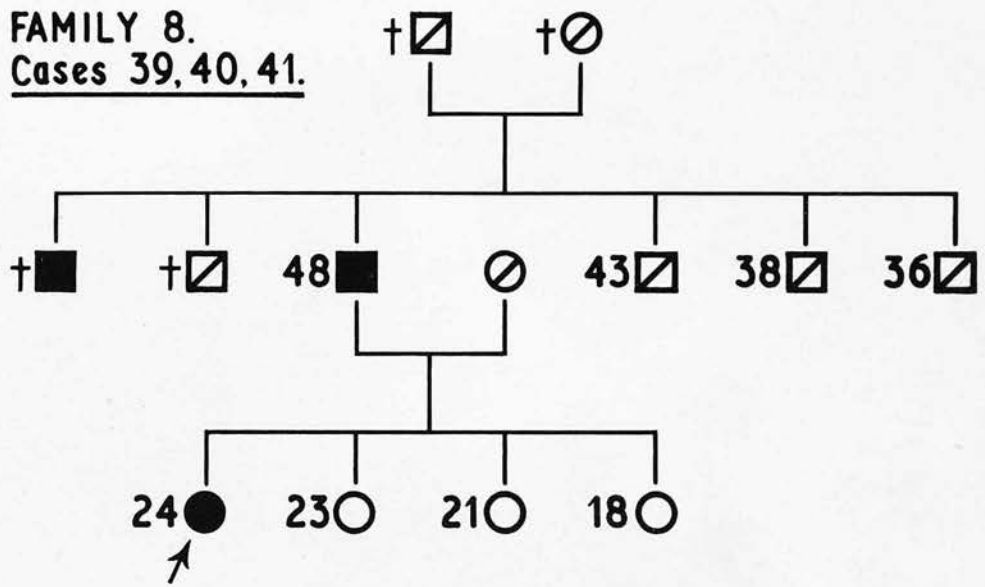 FAMILY 8.
Cases 39, 40, 41.
† †
† † 48 43 38 36
24 23 21 18